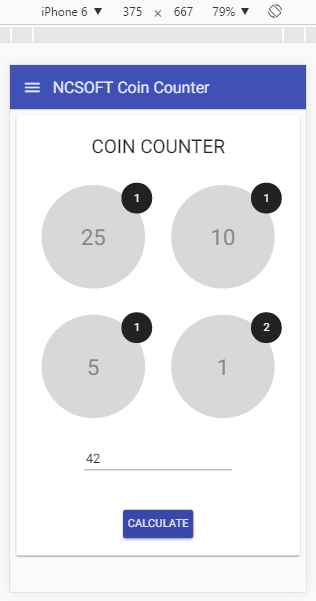 iPhone 6 ▼ 375 × 667 79% ▼
NCSOFT Coin Counter
COIN COUNTER
1 1
25 10
1 2
5 1
42
CALCULATE